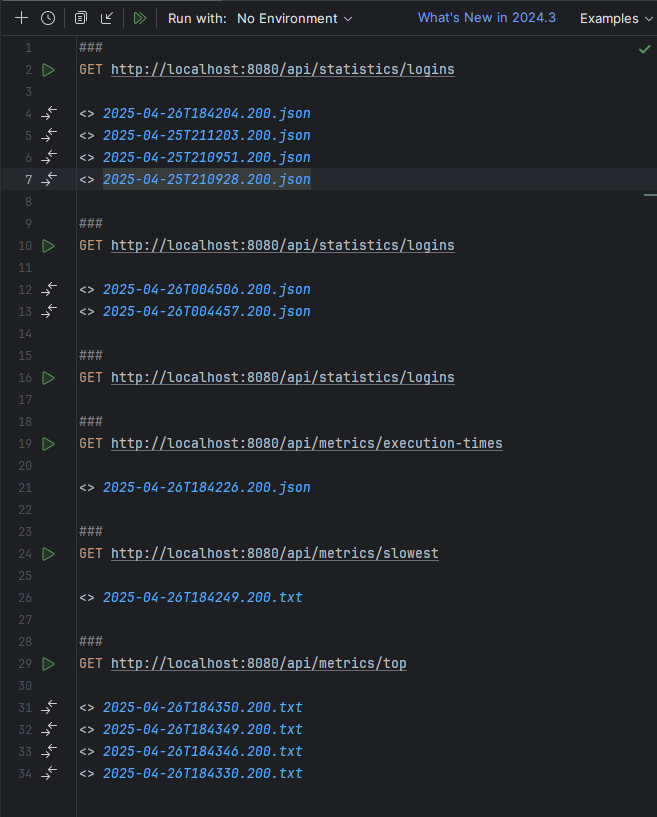 Run with: No Environment What's New in 2024.3 Examples
1 ###
2 GET http://localhost:8080/api/statistics/logins
3
4 <> 2025-04-26T184204.200.json
5 <> 2025-04-25T211203.200.json
6 <> 2025-04-25T210951.200.json
7 <> 2025-04-25T210928.200.json
8
9 ###
10 GET http://localhost:8080/api/statistics/logins
11
12 <> 2025-04-26T004506.200.json
13 <> 2025-04-26T004457.200.json
14
15 ###
16 GET http://localhost:8080/api/statistics/logins
17
18 ###
19 GET http://localhost:8080/api/metrics/execution-times
20
21 <> 2025-04-26T184226.200.json
22
23 ###
24 GET http://localhost:8080/api/metrics/slowest
25
26 <> 2025-04-26T184249.200.txt
27
28 ###
29 GET http://localhost:8080/api/metrics/top
30
31 <> 2025-04-26T184350.200.txt
32 <> 2025-04-26T184349.200.txt
33 <> 2025-04-26T184346.200.txt
34 <> 2025-04-26T184330.200.txt